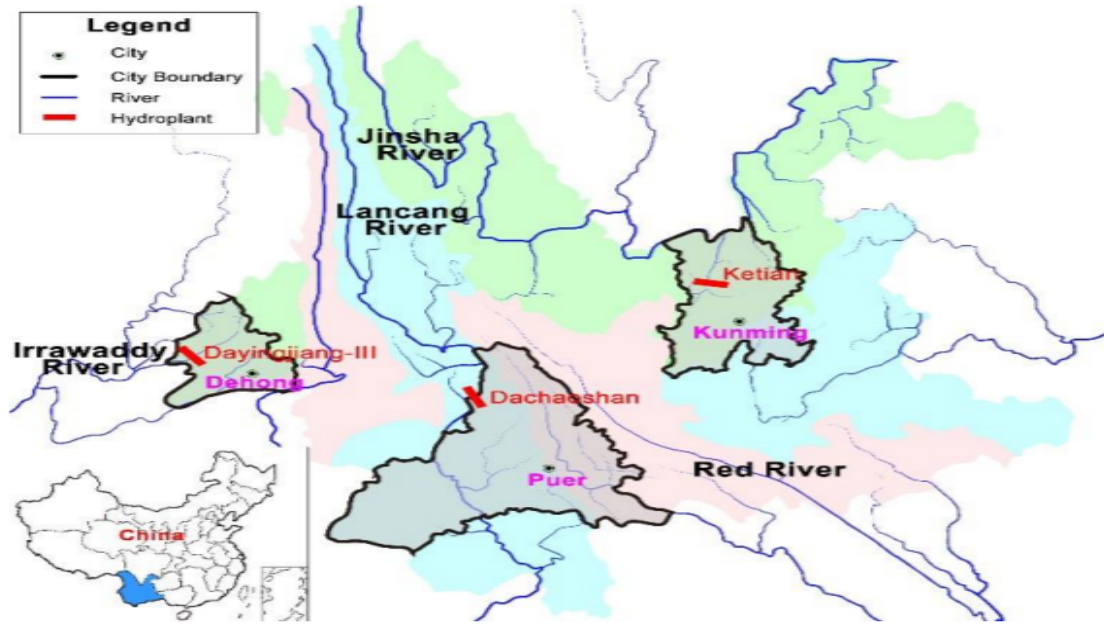 Legend
City
City Boundary
River
Hydroplant
Jinsha
River
Lancang
River
Ketian
Kunming
Irrawaddy
River
Dayingjiang-III
Dehong
Dachaoshan
Red River
Puer
China